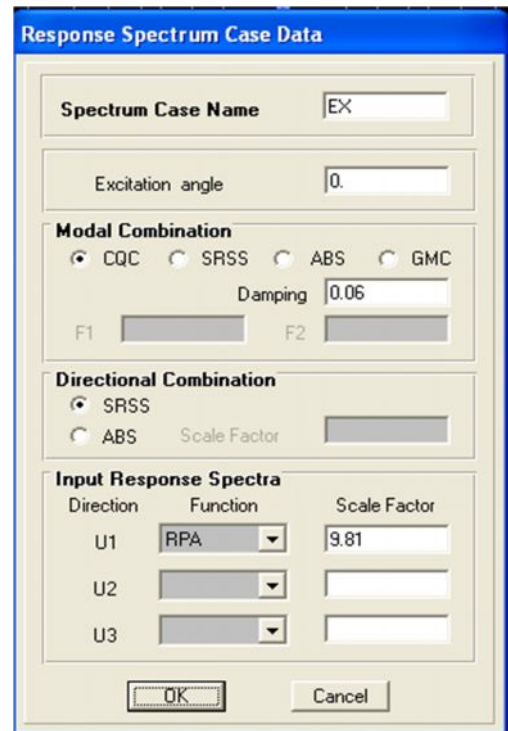 Response Spectrum Case Data
Spectrum Case Name EX
Excitation angle 0.
Modal Combination
CQC SRSS ABS GMC
Damping 0.06
F1 F2
Directional Combination
SRSS
ABS Scale Factor
Input Response Spectra
Direction Function Scale Factor
U1 RPA 9.81
U2
U3
OK Cancel